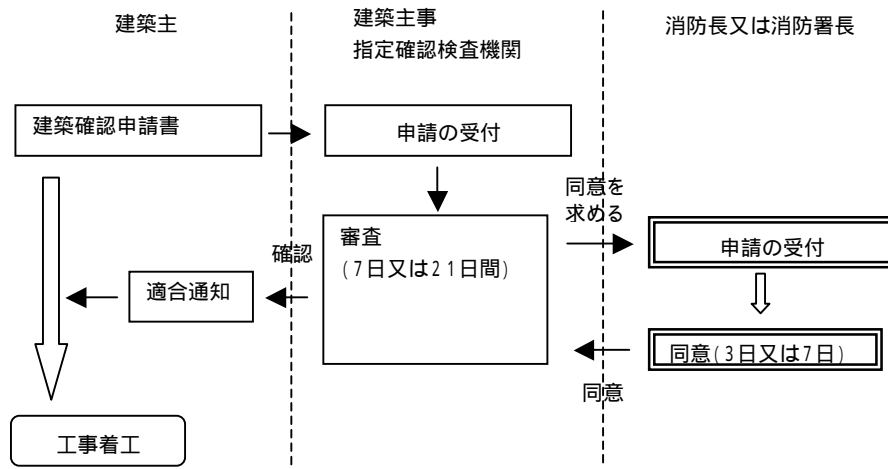 建築主
建築主事
指定確認検査機関
消防長又は消防署長
建築確認申請書
申請の受付
同意を
求める
審査
(7日又は21日間)
申請の受付
確認
適合通知
同意(3日又は7日)
同意
工事着工